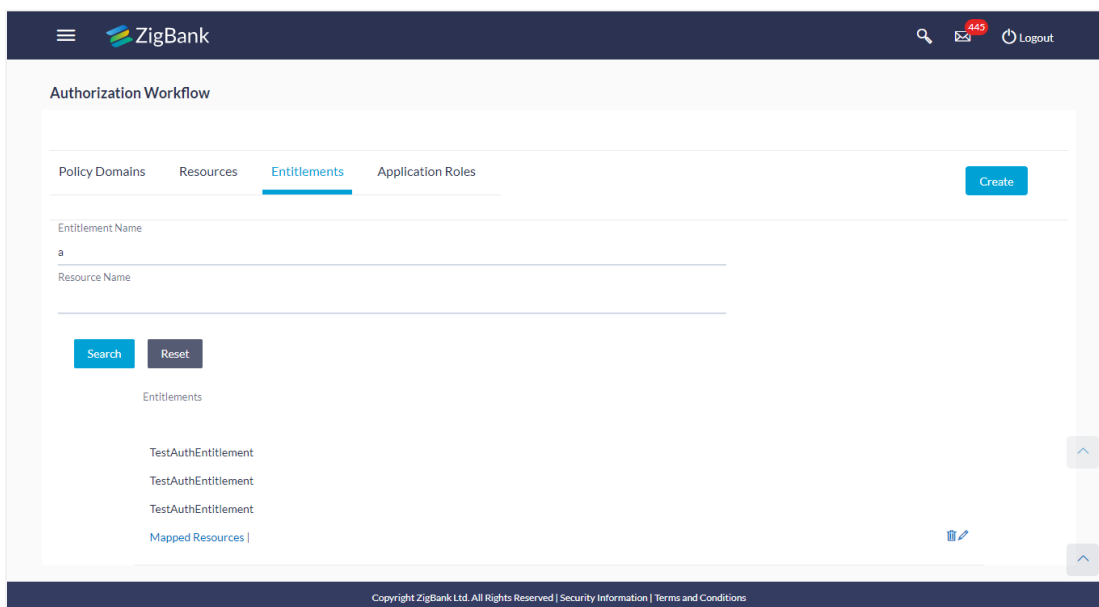 ZigBank
445
Logout
Authorization Workflow
Policy Domains Resources Entitlements Application Roles
Create
Entitlement Name
a
Resource Name
Search Reset
Entitlements
TestAuthEntitlement
TestAuthEntitlement
TestAuthEntitlement
Mapped Resources |
Copyright ZigBank Ltd. All Rights Reserved | Security Information | Terms and Conditions